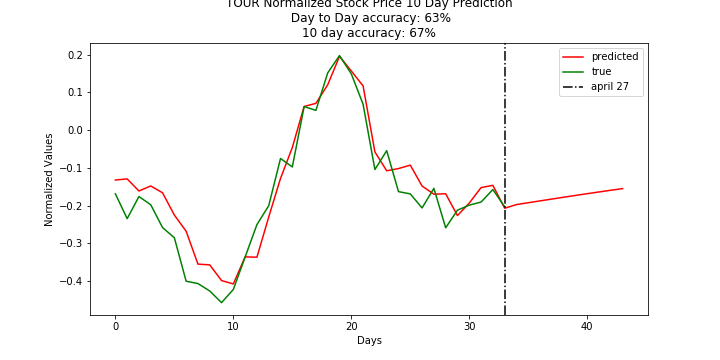 TOUR Normalized Stock Price 10 Day Prediction
Day to Day accuracy: 63%
10 day accuracy: 67%
predicted
true
april 27
Normalized Values
0.2
0.1
0.0
−0.1
−0.2
−0.3
−0.4
0 10 20 30 40
Days